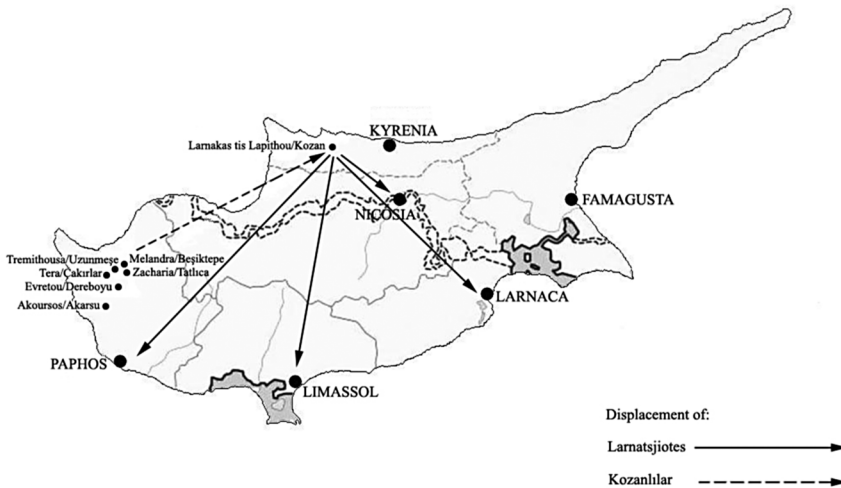 KYRENIA
Larnakas tis Lapithou/Kozan
NICOSIA
FAMAGUSTA
Tremithousa/Uzunmeşe
Melandra/Beşiktepe
Tera/Çakırlar
Zacharia/Tatlıca
Evretou/Dereboyu
Akoursos/Akarsu
LARNACA
PAPHOS
LIMASSOL
Displacement of:
Larnatsjiotes
Kozanlılar